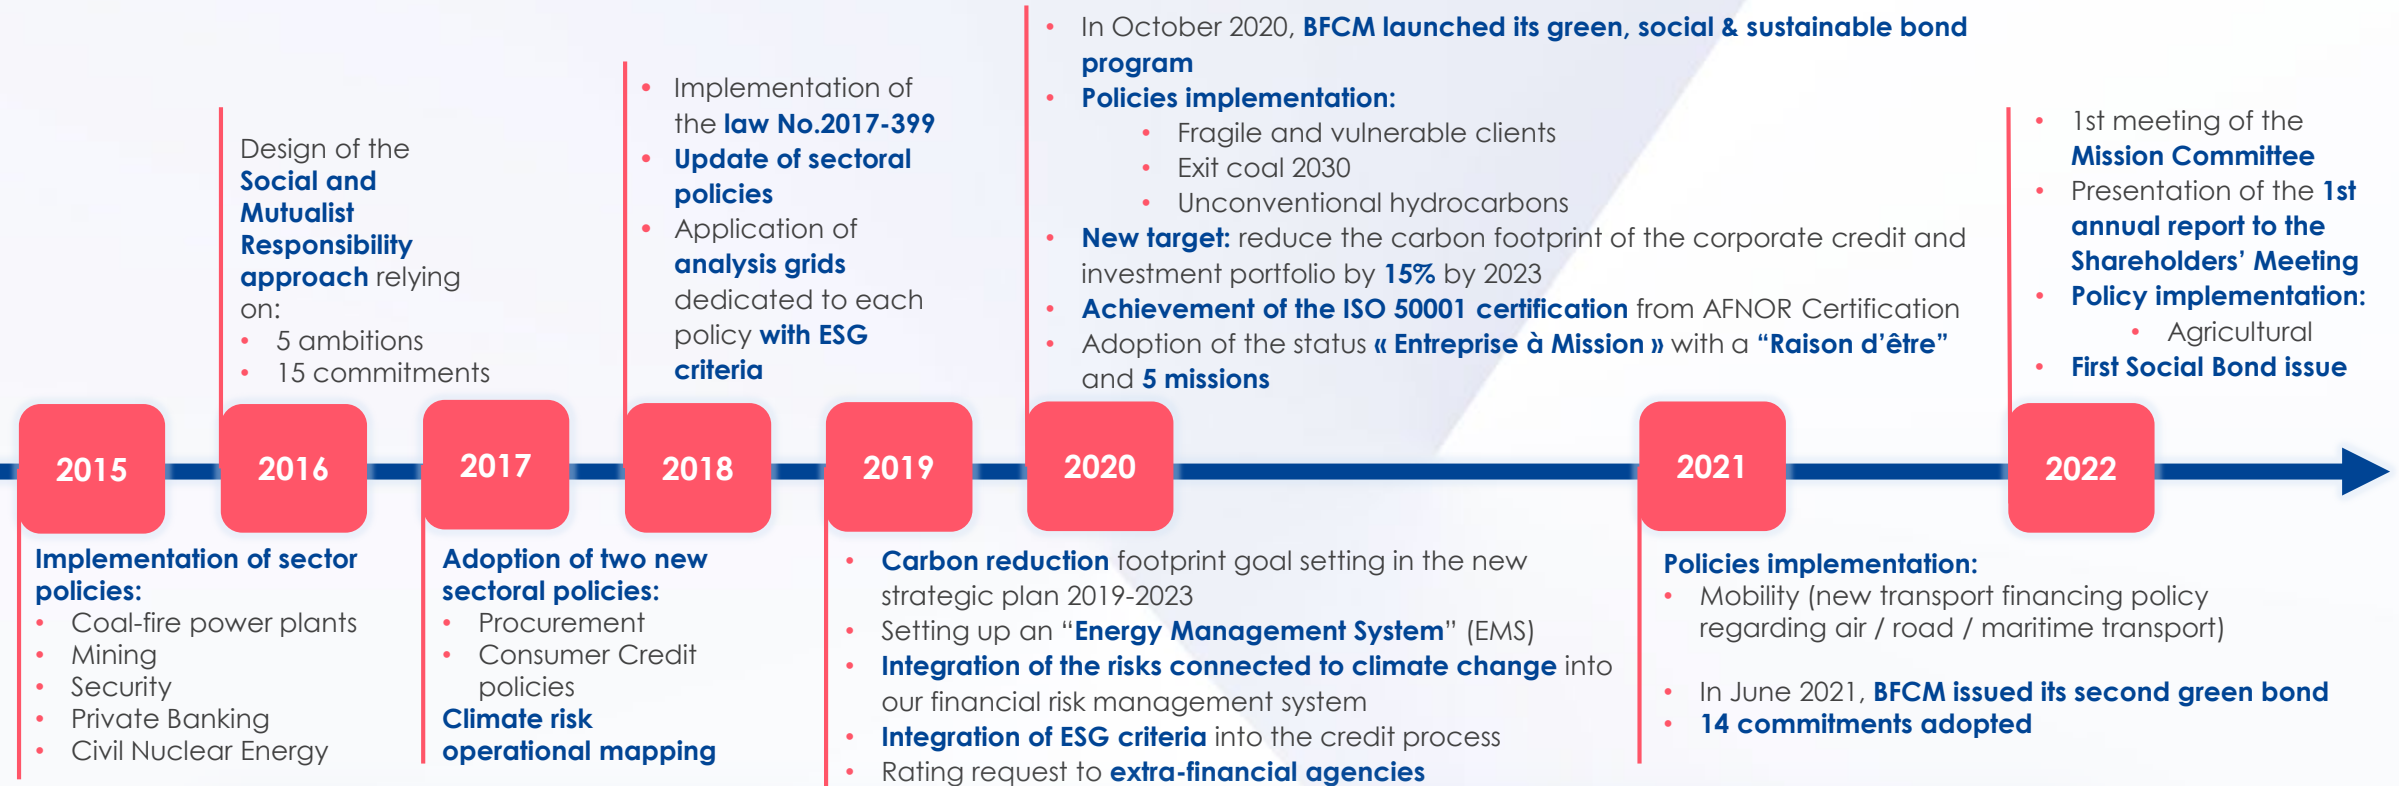 2015
Implementation of sector
policies:
• Coal-fire power plants
• Mining
• Security
• Private Banking
• Civil Nuclear Energy
Design of the
Social and
Mutualist
Responsibility
approach relying
on:
• 5 ambitions
• 15 commitments
2016
2017
Adoption of two new
sectoral policies:
• Procurement
• Consumer Credit
policies
Climate risk
operational mapping
• Implementation of
the law No.2017-399
• Update of sectoral
policies
• Application of
analysis grids
dedicated to each
policy with ESG
criteria
2018
2019
• Carbon reduction footprint goal setting in the new
strategic plan 2019-2023
• Setting up an “Energy Management System” (EMS)
• Integration of the risks connected to climate change into
our financial risk management system
• Integration of ESG criteria into the credit process
• Rating request to extra-financial agencies
• In October 2020, BFCM launched its green, social & sustainable bond
program
• Policies implementation:
• Fragile and vulnerable clients
• Exit coal 2030
• Unconventional hydrocarbons
• New target: reduce the carbon footprint of the corporate credit and
investment portfolio by 15% by 2023
• Achievement of the ISO 50001 certification from AFNOR Certification
• Adoption of the status « Entreprise à Mission » with a “Raison d’être”
and 5 missions
2020
2021
Policies implementation:
• Mobility (new transport financing policy
regarding air / road / maritime transport)
• In June 2021, BFCM issued its second green bond
• 14 commitments adopted
• 1st meeting of the
Mission Committee
• Presentation of the 1st
annual report to the
Shareholders’ Meeting
• Policy implementation:
• Agricultural
• First Social Bond issue
2022